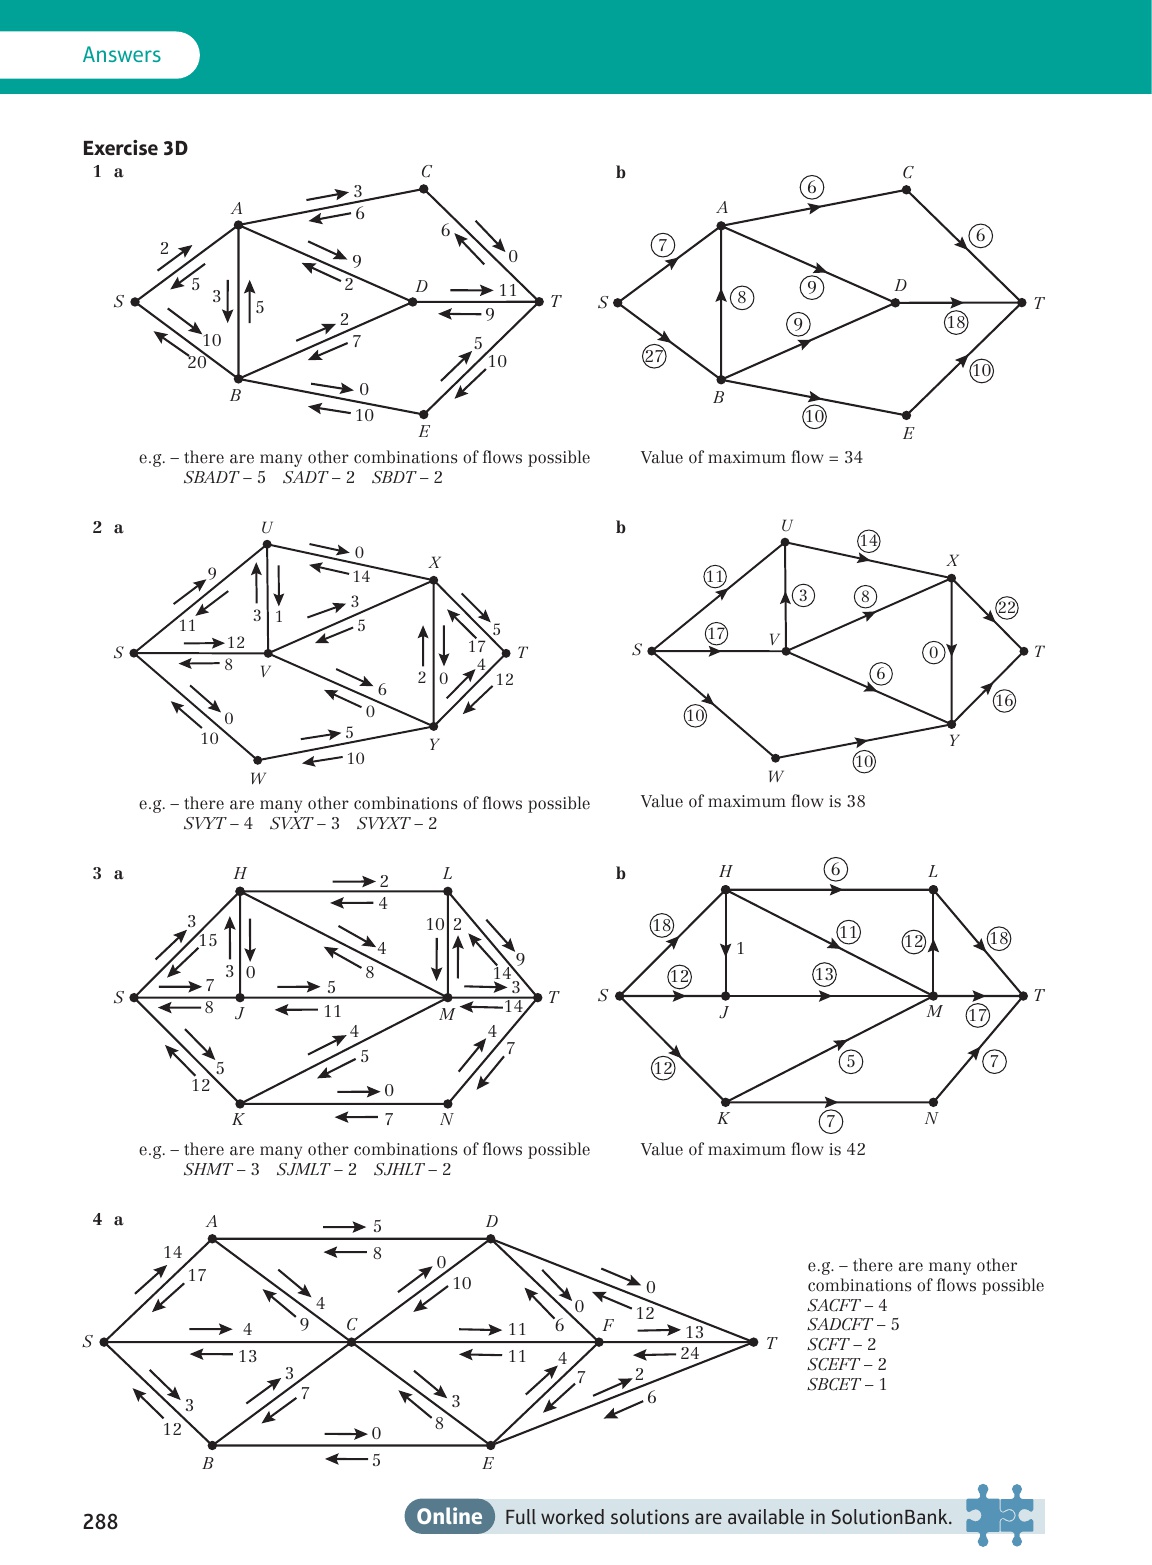 Answers
Exercise 3D
1 a
C
3
6
A
6
0
2
9
5
2
3
5
S
D
11
T
9
10
20
2
7
5
10
B
0
10
E
e.g. – there are many other combinations of flows possible
SBADT – 5 SADT – 2 SBDT – 2
b
C
6
A
6
7
9
8
S
D
T
9
18
27
10
B
10
E
Value of maximum flow = 34
2 a
U
0
14
X
9
11
3 1
3
5
5
17
S
12
8
V
T
4
12
2 0
6
0
0
10
Y
5
10
W
e.g. – there are many other combinations of flows possible
SVYT – 4 SVXT – 3 SVYXT – 2
b
U
14
X
11
3
8
22
S
17
V
0
T
6
16
10
Y
10
W
Value of maximum flow is 38
3 a
H
2
4
L
3
15
3 0
4
8
10 2
9
14
S
7
8
J
5
11
M
3
14
T
5
12
4
5
4
7
K
0
7
N
e.g. – there are many other combinations of flows possible
SHMT – 3 SJMLT – 2 SJHLT – 2
b
H
6
L
18
1
11
12
18
S
12
J
13
M
17
T
12
5
7
K
7
N
Value of maximum flow is 42
4 a
A
5
8
D
14
17
4
9
0
10
0
6
0
12
S
4
13
C
11
11
F
13
24
T
3
12
3
7
3
8
4
7
2
6
B
0
5
E
e.g. – there are many other
combinations of flows possible
SACFT – 4
SADCFT – 5
SCFT – 2
SCEFT – 2
SBCET – 1
288
Online Full worked solutions are available in SolutionBank.